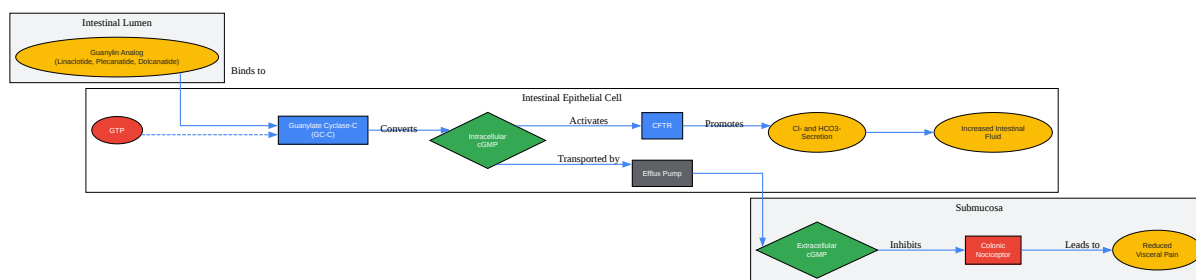 Intestinal Lumen
Guanylin Analog
(Linaclotide, Plecanatide, Dolcanatide)
Binds to
Intestinal Epithelial Cell
GTP
Guanylate Cyclase-C
(GC-C)
Converts
Intracellular
cGMP
Activates
CFTR
Promotes
Cl- and HCO3-
Secretion
Increased Intestinal
Fluid
Transported by
Efflux Pump
Submucosa
Extracellular
cGMP
Inhibits
Colonic
Nociceptor
Leads to
Reduced
Visceral Pain